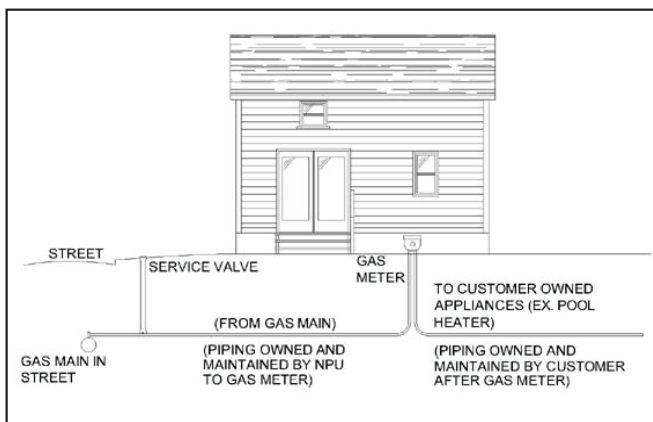 STREET
SERVICE VALVE
GAS
METER
TO CUSTOMER OWNED
APPLIANCES (EX. POOL
HEATER)
(FROM GAS MAIN)
GAS MAIN IN
STREET
(PIPING OWNED AND
MAINTAINED BY NPU
TO GAS METER)
(PIPING OWNED AND
MAINTAINED BY CUSTOMER
AFTER GAS METER)